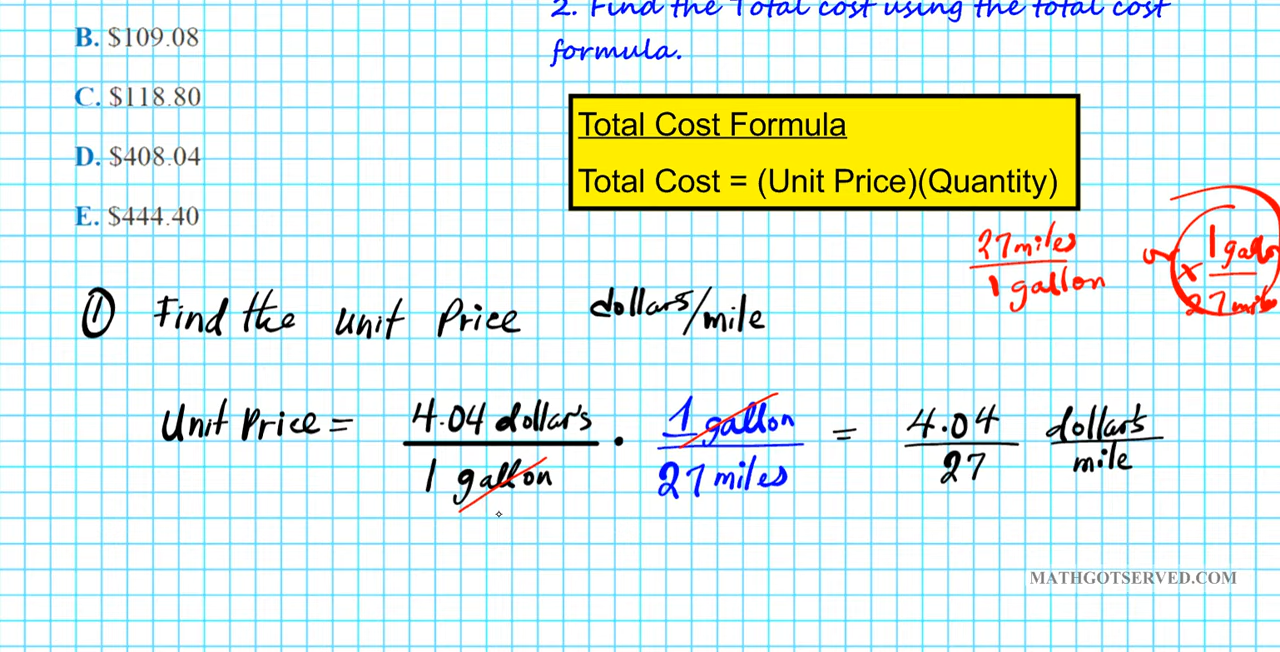 2. Find the Total cost using the total cost
formula.
B. $109.08
C. $118.80
D. $408.04
E. $444.40
Total Cost Formula
Total Cost = (Unit Price)(Quantity)
27 miles
1 gallon
x
1 gallon
27 miles
① Find the unit Price dollars/mile
Unit Price = 4.04 dollar's / 1 gallon · 1 gallon / 27 miles = 4.04 / 27 dollars / mile
MATHGOTSERVED.COM